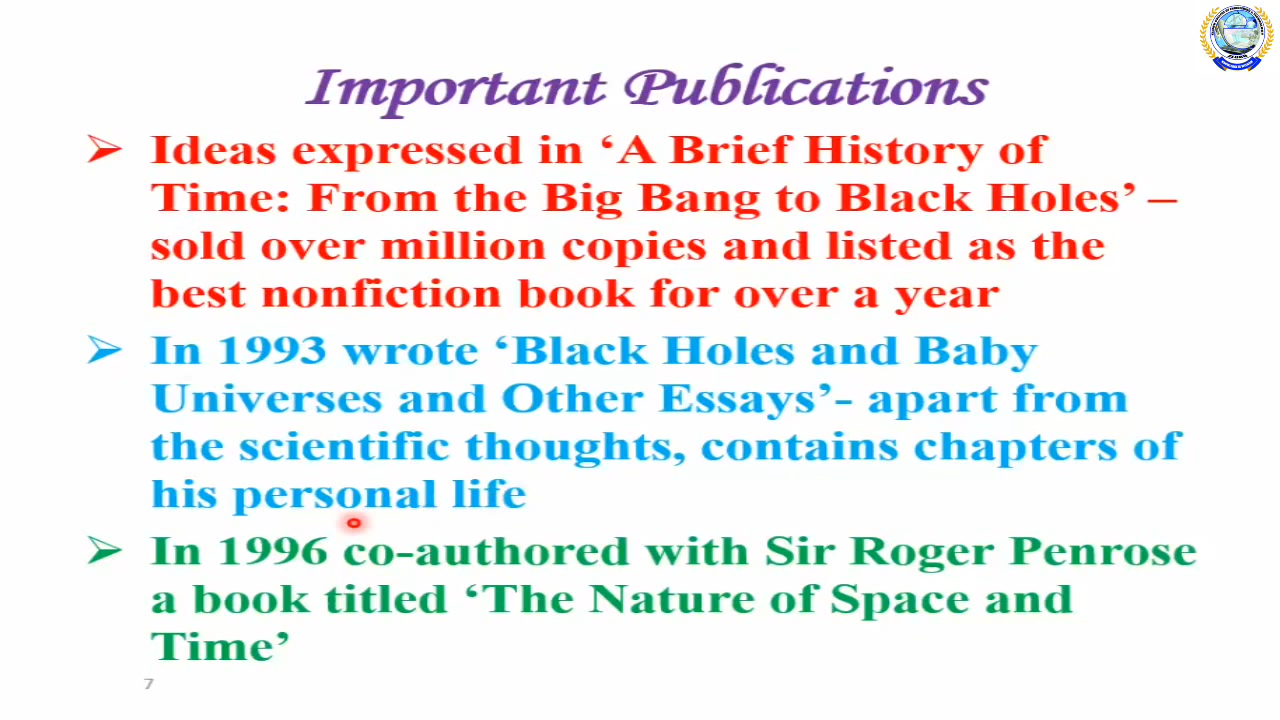 Important Publications
➢ Ideas expressed in ‘A Brief History of
Time: From the Big Bang to Black Holes’ –
sold over million copies and listed as the
best nonfiction book for over a year
➢ In 1993 wrote ‘Black Holes and Baby
Universes and Other Essays’- apart from
the scientific thoughts, contains chapters of
his personal life
➢ In 1996 co-authored with Sir Roger Penrose
a book titled ‘The Nature of Space and
Time’
7